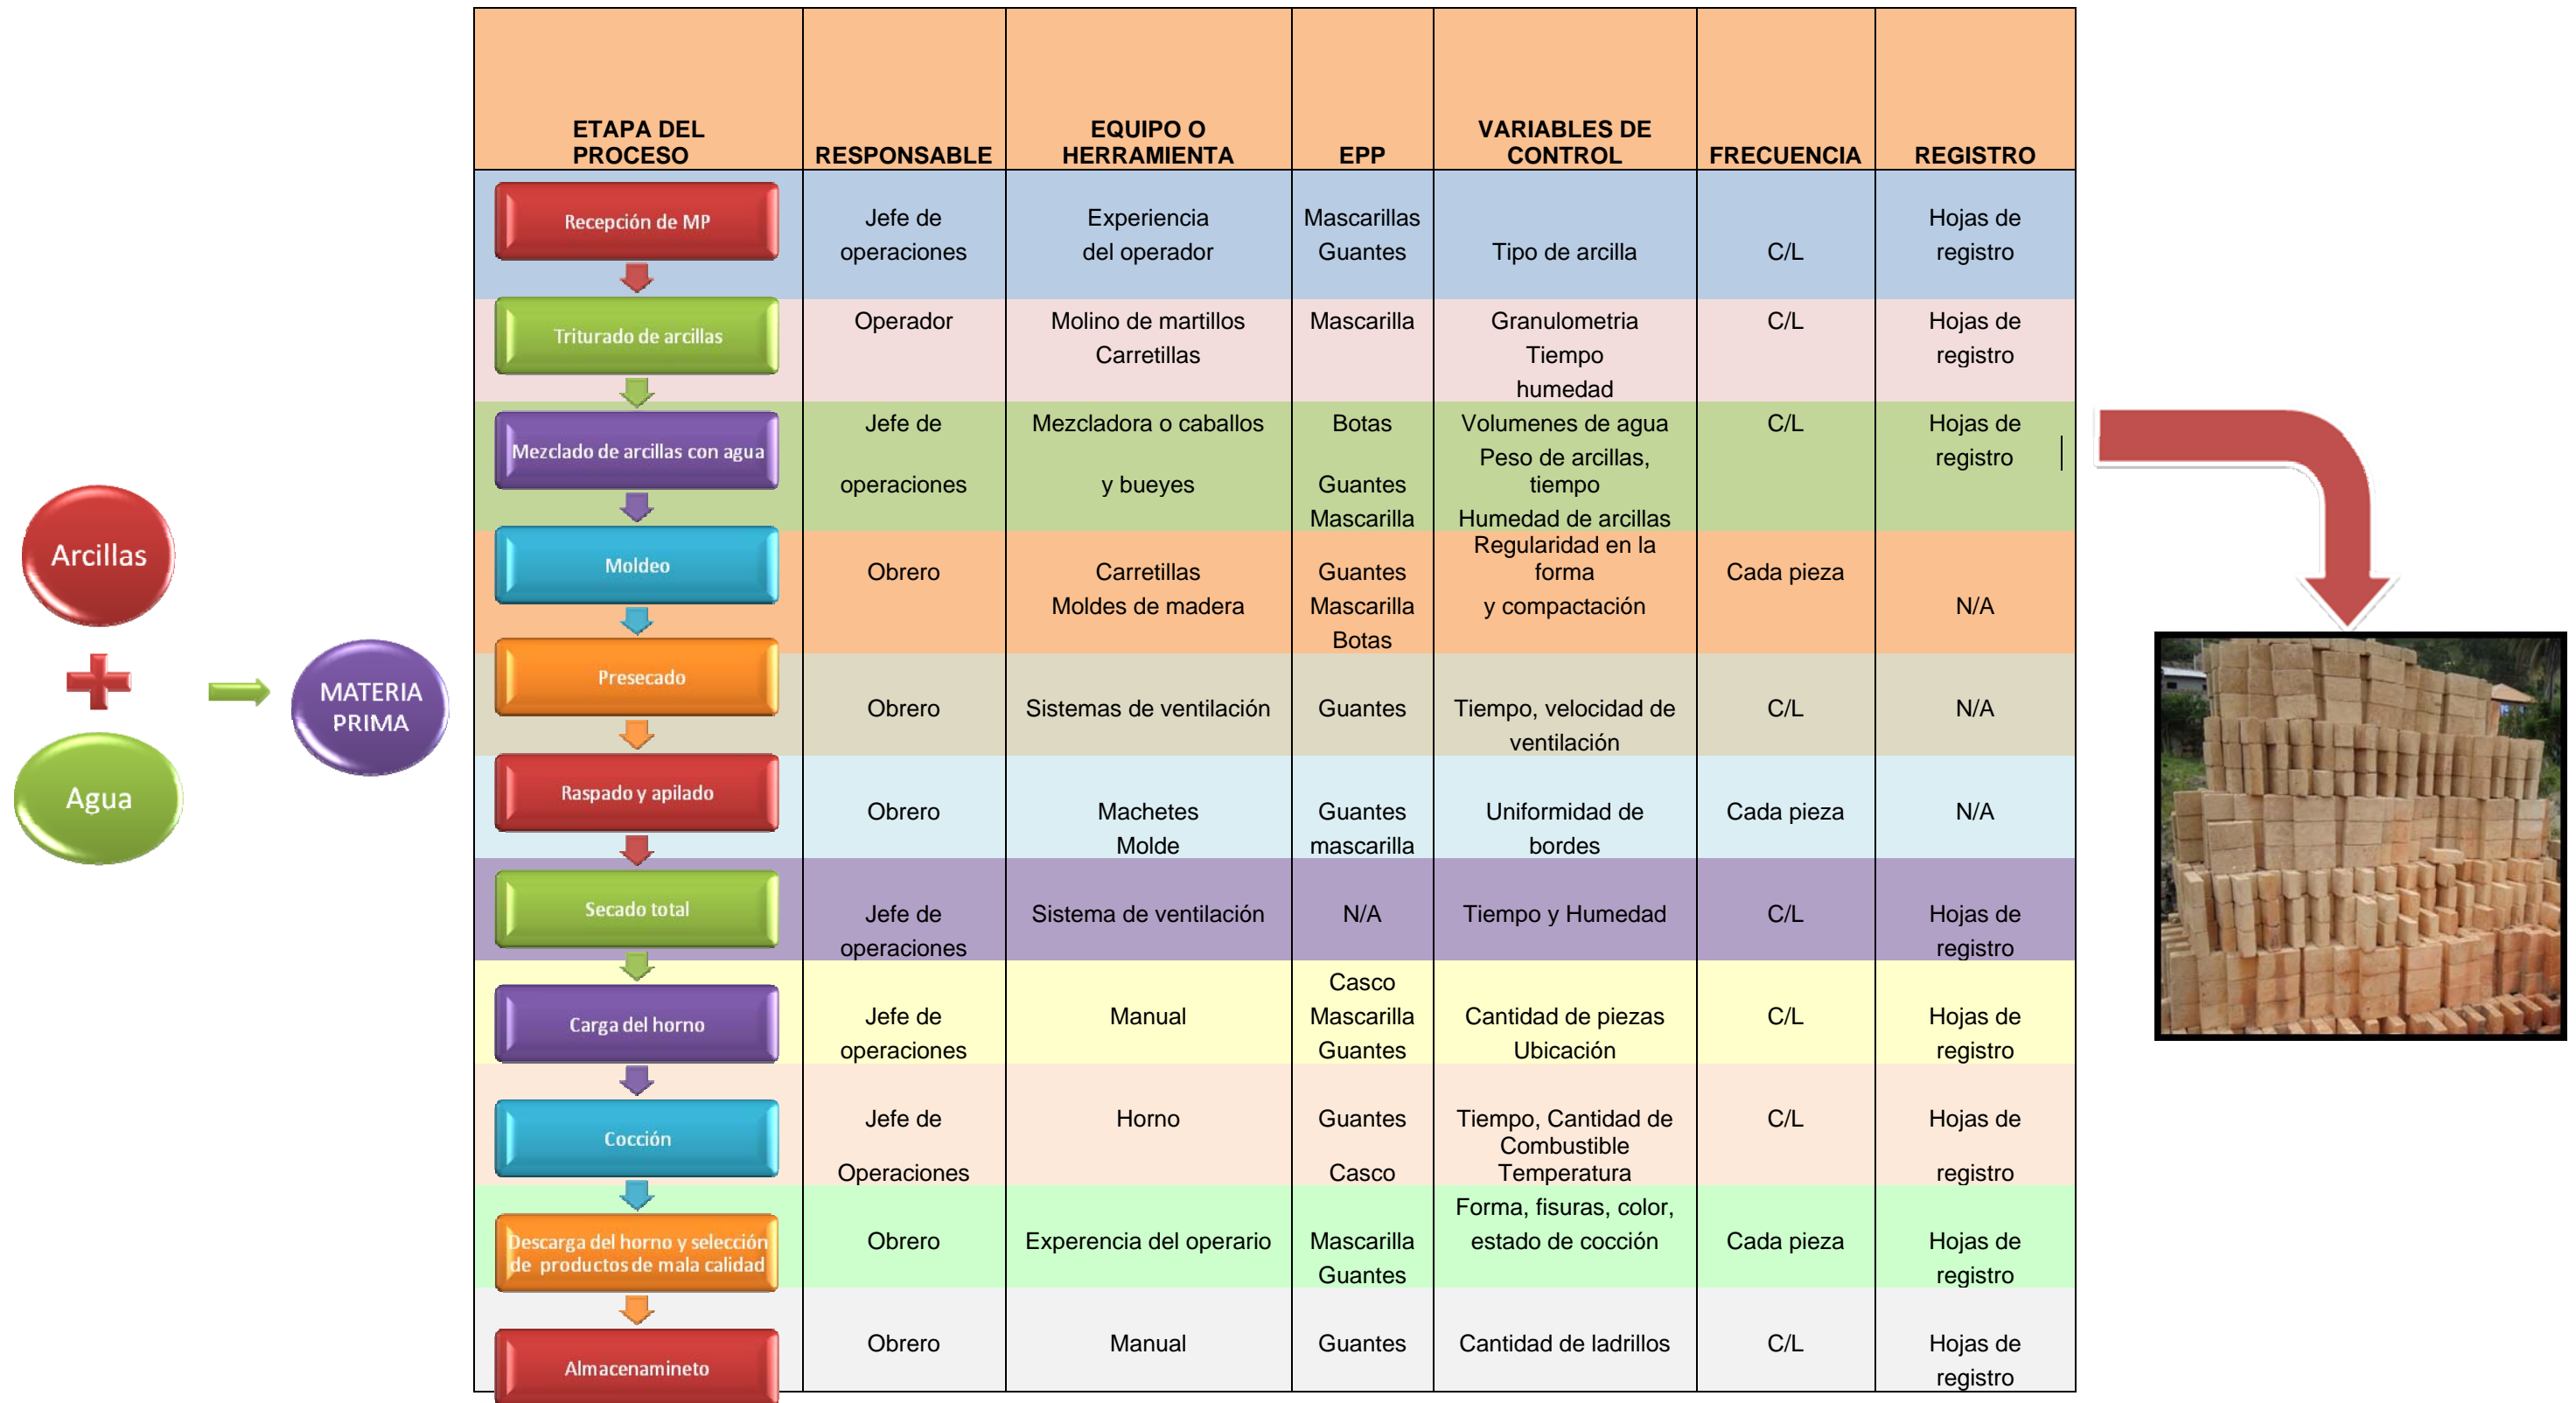 Arcillas
Agua
MATERIA
PRIMA
ETAPA DEL
PROCESO
RESPONSABLE
EQUIPO O
HERRAMIENTA
EPP
VARIABLES DE
CONTROL
FRECUENCIA
REGISTRO
Recepción de MP
Jefe de
operaciones
Experiencia
del operador
Mascarillas
Guantes
Tipo de arcilla
C/L
Hojas de
registro
Triturado de arcillas
Operador
Molino de martillos
Carretillas
Mascarilla
Granulometria
Tiempo
humedad
C/L
Hojas de
registro
Mezclado de arcillas con agua
Jefe de
operaciones
Mezcladora o caballos
y bueyes
Botas
Guantes
Mascarilla
Volumenes de agua
Peso de arcillas,
tiempo
Humedad de arcillas
C/L
Hojas de
registro
Moldeo
Obrero
Carretillas
Moldes de madera
Guantes
Mascarilla
Botas
Regularidad en la
forma
y compactación
Cada pieza
N/A
Presecado
Obrero
Sistemas de ventilación
Guantes
Tiempo, velocidad de
ventilación
C/L
N/A
Raspado y apilado
Obrero
Machetes
Molde
Guantes
mascarilla
Uniformidad de
bordes
Cada pieza
N/A
Secado total
Jefe de
operaciones
Sistema de ventilación
N/A
Tiempo y Humedad
C/L
Hojas de
registro
Carga del horno
Jefe de
operaciones
Manual
Casco
Mascarilla
Guantes
Cantidad de piezas
Ubicación
C/L
Hojas de
registro
Cocción
Jefe de
Operaciones
Horno
Guantes
Casco
Tiempo, Cantidad de
Combustible
Temperatura
C/L
Hojas de
registro
Descarga del horno y selección
de productos de mala calidad
Obrero
Experencia del operario
Mascarilla
Guantes
Forma, fisuras, color,
estado de cocción
Cada pieza
Hojas de
registro
Almacenamineto
Obrero
Manual
Guantes
Cantidad de ladrillos
C/L
Hojas de
registro